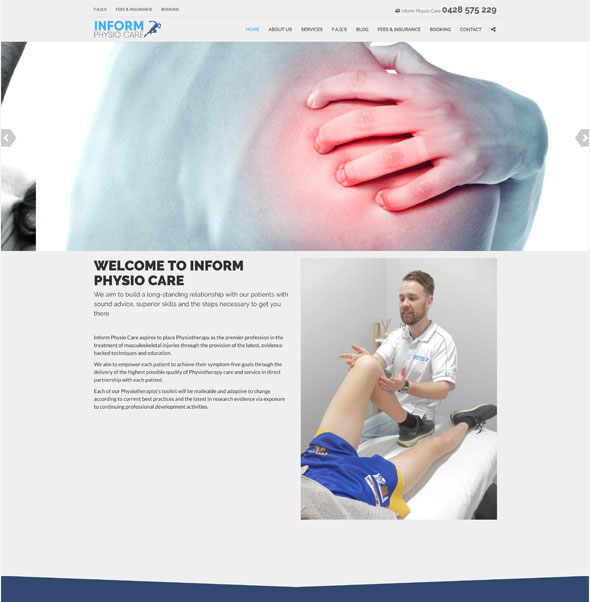 F.A.Q'S FEES & INSURANCE BOOKING
Inform Physio Care 0428 575 229
INFORM
PHYSIO CARE
HOME ABOUT US SERVICES F.A.Q'S BLOG FEES & INSURANCE BOOKING CONTACT
WELCOME TO INFORM
PHYSIO CARE
We aim to build a long-standing relationship with our patients with
sound advice, superior skills and the steps necessary to get you
there
Inform Physio Care aspires to place Physiotherapy as the premier profession in the
treatment of musculoskeletal injuries through the provision of the latest, evidence-
backed techniques and education.
We aim to empower each patient to achieve their symptom-free goals through the
delivery of the highest possible quality of Physiotherapy care and service in direct
partnership with each patient.
Each of our Physiotherapist's toolkit will be malleable and adaptive to change
according to current best practices and the latest in research evidence via exposure
to continuing professional development activities.